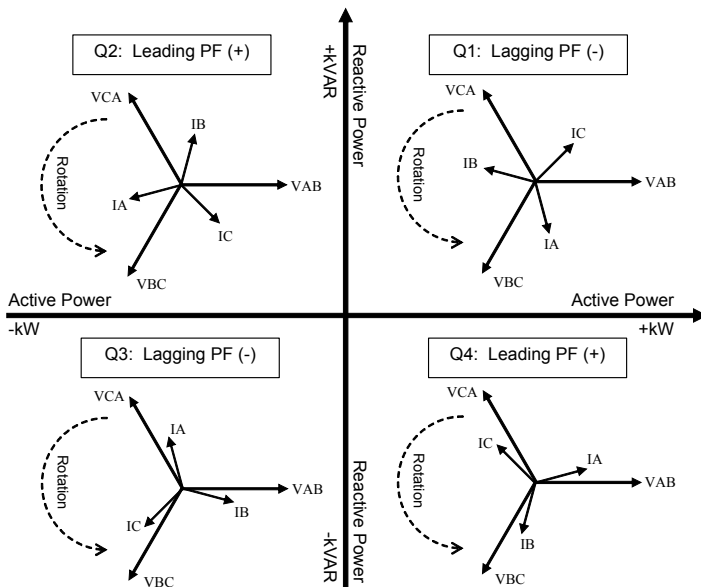 Q2: Leading PF (+)
VCA
IB
IA
VAB
IC
VBC
Rotation
+kVAR
Reactive Power
Q1: Lagging PF (-)
VCA
IC
IB
VAB
IA
VBC
Rotation
Active Power
-kW
Active Power
+kW
Q3: Lagging PF (-)
VCA
IA
VAB
IB
IC
VBC
Rotation
Reactive Power
-kVAR
Q4: Leading PF (+)
VCA
IC
IA
VAB
IB
VBC
Rotation